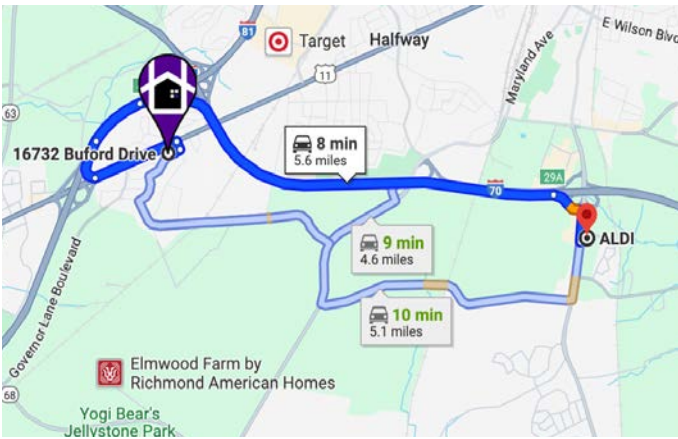 E Wilson Blv
81
Target
Halfway
Maryland Ave
11
63
16732 Buford Drive
8 min
5.6 miles
29A
70
ALDI
9 min
4.6 miles
10 min
5.1 miles
Governor Lane Boulevard
Elmwood Farm by
Richmond American Homes
68
Yogi Bear's
Jellystone Park